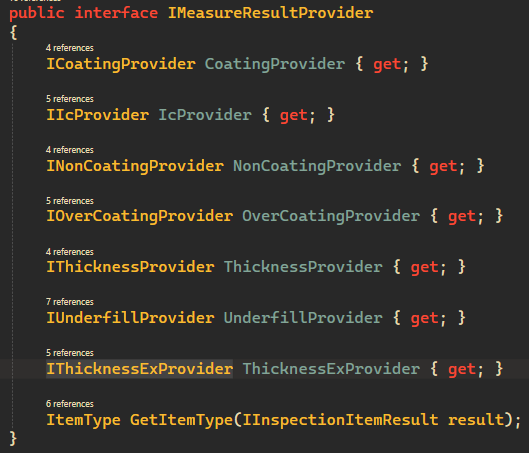 public interface IMeasureResultProvider
{
4 references
ICoatingProvider CoatingProvider { get; }
5 references
IIcProvider IcProvider { get; }
4 references
INonCoatingProvider NonCoatingProvider { get; }
5 references
IOverCoatingProvider OverCoatingProvider { get; }
4 references
IThicknessProvider ThicknessProvider { get; }
7 references
IUnderfillProvider UnderfillProvider { get; }
5 references
IThicknessExProvider ThicknessExProvider { get; }
6 references
ItemType GetItemType(IInspectionItemResult result);
}